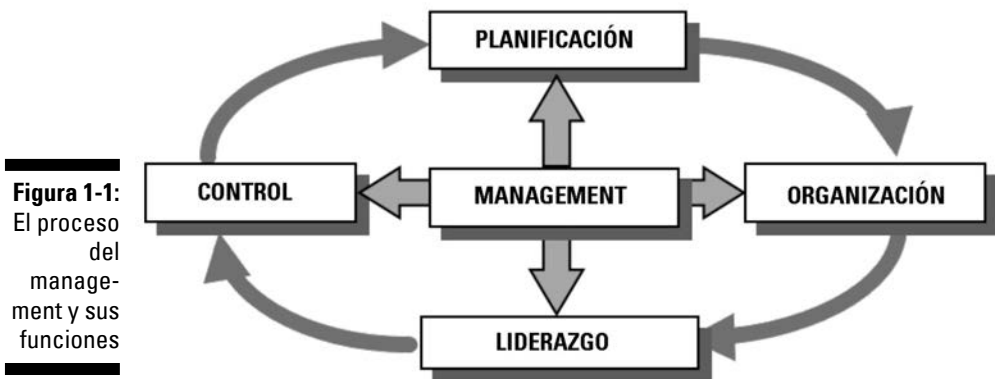 PLANIFICACIÓN
CONTROL
MANAGEMENT
ORGANIZACIÓN
LIDERAZGO
Figura 1-1:
El proceso
del
manage-
ment y sus
funciones